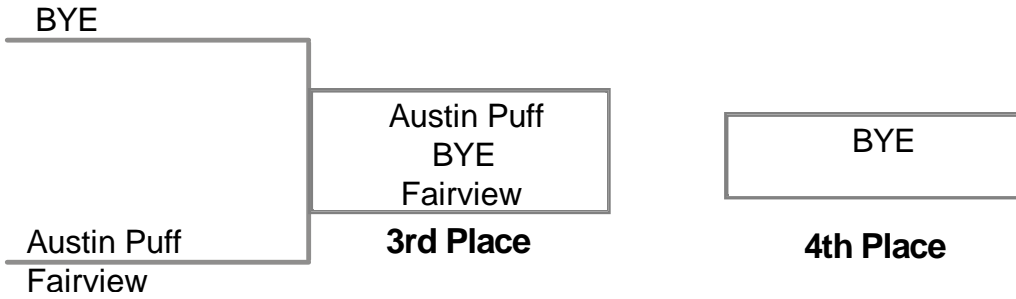 BYE
Austin Puff
BYE
Fairview
BYE
Austin Puff
Fairview
3rd Place
4th Place